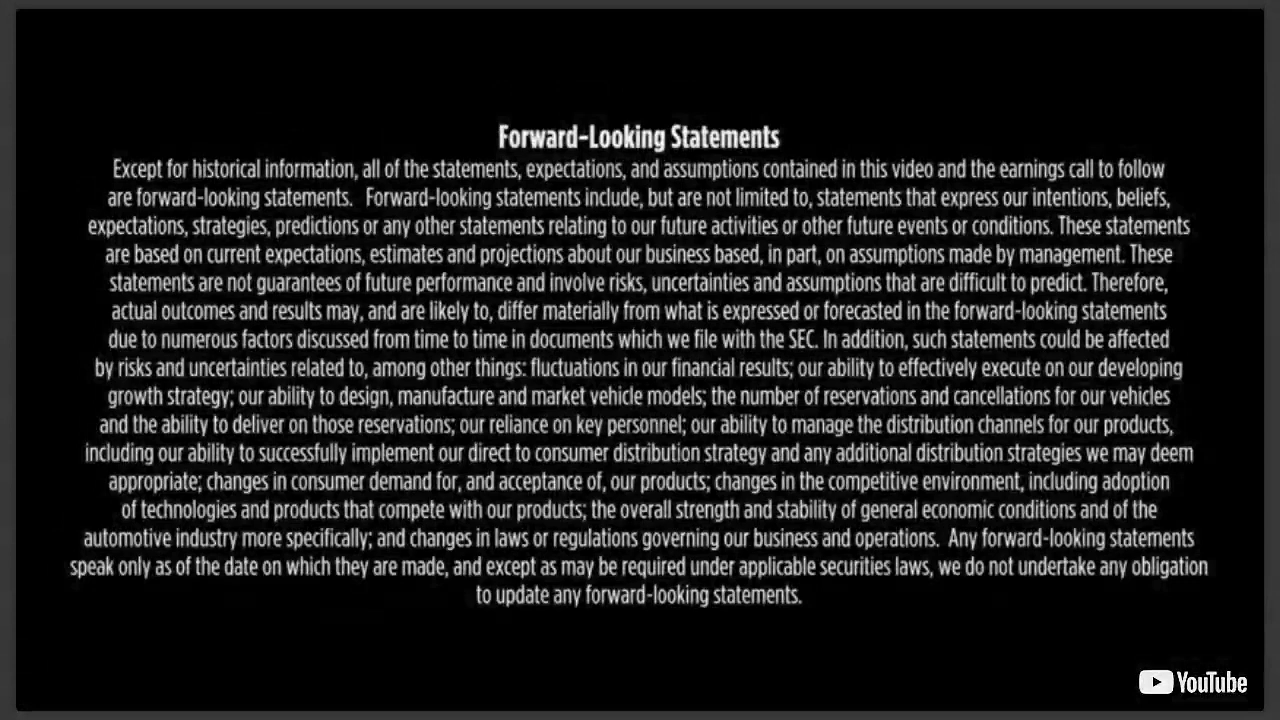 Forward-Looking Statements
Except for historical information, all of the statements, expectations, and assumptions contained in this video and the earnings call to follow
are forward-looking statements.   Forward-looking statements include, but are not limited to, statements that express our intentions, beliefs,
expectations, strategies, predictions or any other statements relating to our future activities or other future events or conditions. These statements
are based on current expectations, estimates and projections about our business based, in part, on assumptions made by management. These
statements are not guarantees of future performance and involve risks, uncertainties and assumptions that are difficult to predict. Therefore,
actual outcomes and results may, and are likely to, differ materially from what is expressed or forecasted in the forward-looking statements
due to numerous factors discussed from time to time in documents which we file with the SEC. In addition, such statements could be affected
by risks and uncertainties related to, among other things: fluctuations in our financial results; our ability to effectively execute on our developing
growth strategy; our ability to design, manufacture and market vehicle models; the number of reservations and cancellations for our vehicles
and the ability to deliver on those reservations; our reliance on key personnel; our ability to manage the distribution channels for our products,
including our ability to successfully implement our direct to consumer distribution strategy and any additional distribution strategies we may deem
appropriate; changes in consumer demand for, and acceptance of, our products; changes in the competitive environment, including adoption
of technologies and products that compete with our products; the overall strength and stability of general economic conditions and of the
automotive industry more specifically; and changes in laws or regulations governing our business and operations.  Any forward-looking statements
speak only as of the date on which they are made, and except as may be required under applicable securities laws, we do not undertake any obligation
to update any forward-looking statements.
YouTube